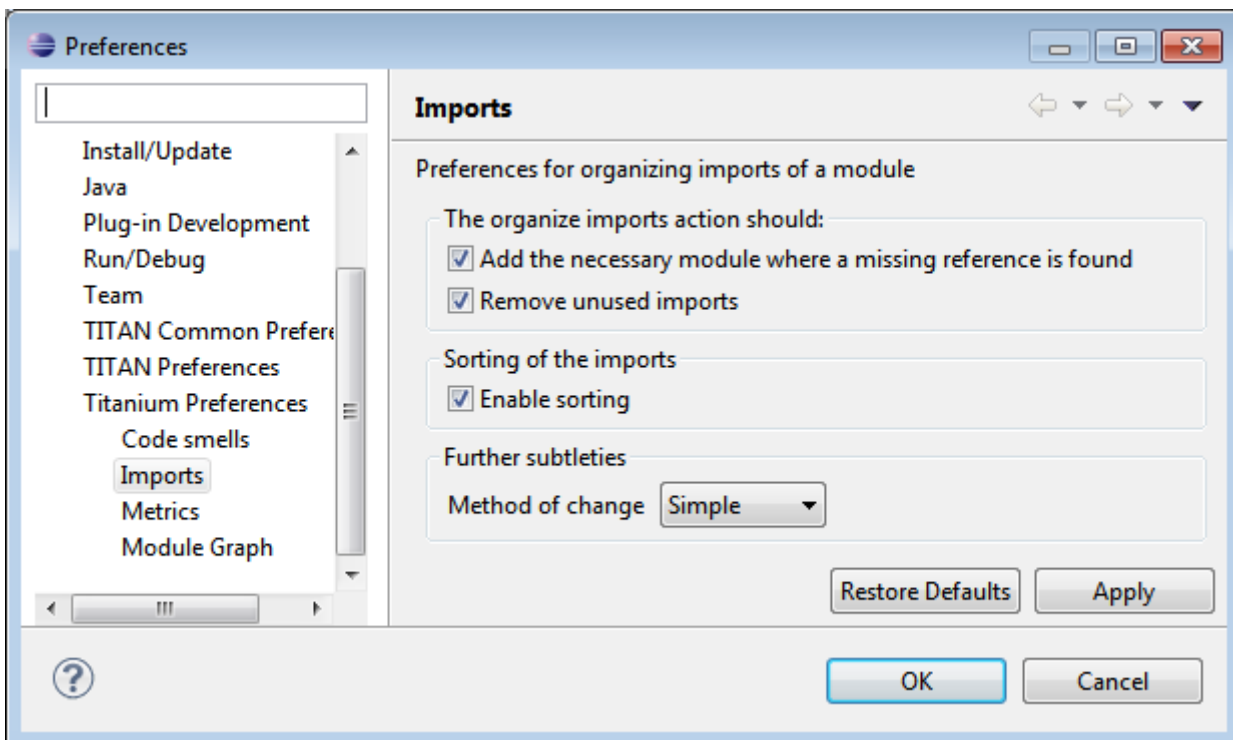 Preferences
Imports
Install/Update
Java
Plug-in Development
Run/Debug
Team
TITAN Common Prefere
TITAN Preferences
Titanium Preferences
Code smells
Imports
Metrics
Module Graph
Preferences for organizing imports of a module
The organize imports action should:
Add the necessary module where a missing reference is found
Remove unused imports
Sorting of the imports
Enable sorting
Further subtleties
Method of change Simple
Restore Defaults Apply
OK Cancel